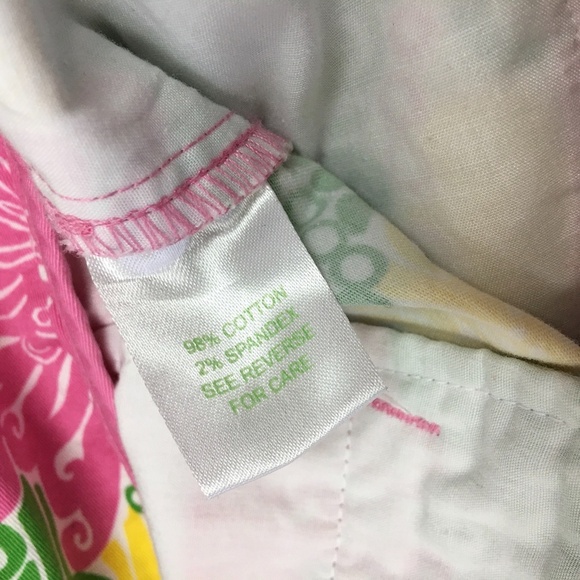 98% COTTON
2% SPANDEX
SEE REVERSE
FOR CARE